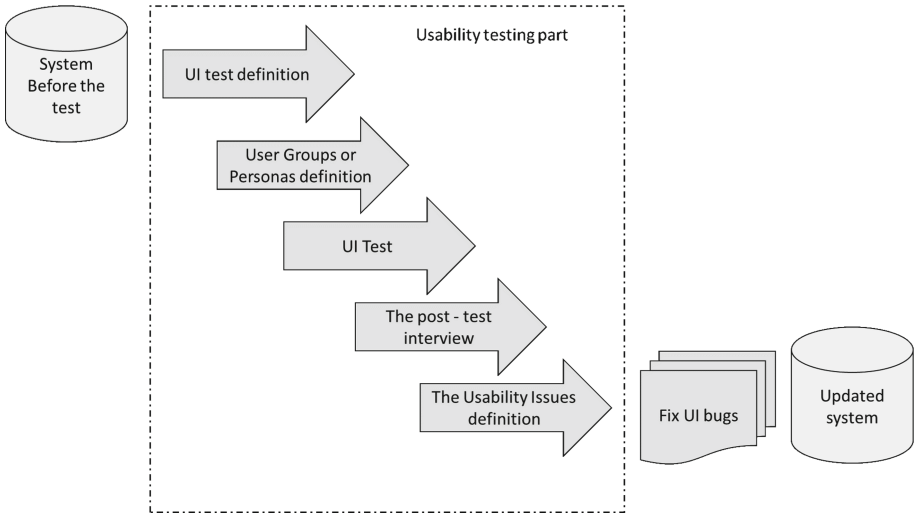 System
Before the
test
Usability testing part
UI test definition
User Groups or
Personas definition
UI Test
The post - test
interview
The Usability Issues
definition
Fix UI bugs
Updated
system